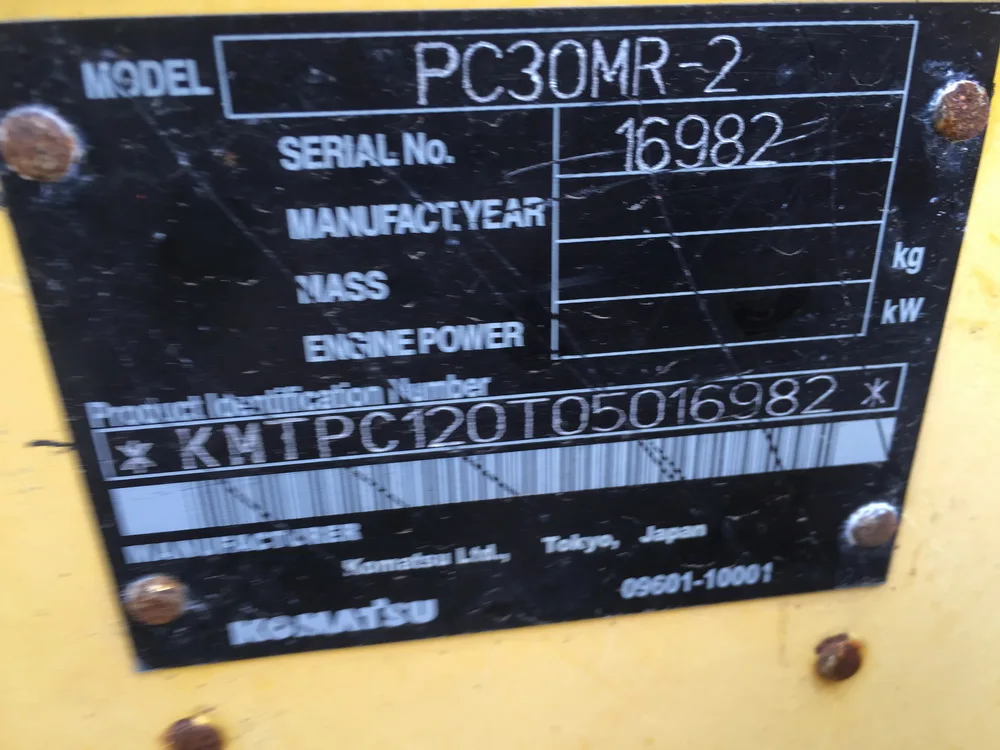 MODEL PC30MR-2
SERIAL No. 16982
MANUFACT.YEAR
MASS kg
ENGINE POWER kW
Product Identification Number
* KMTPC120T05016982 *
MANUFACTURER
Komatsu Ltd., Tokyo, Japan
KOMATSU 09601-10001